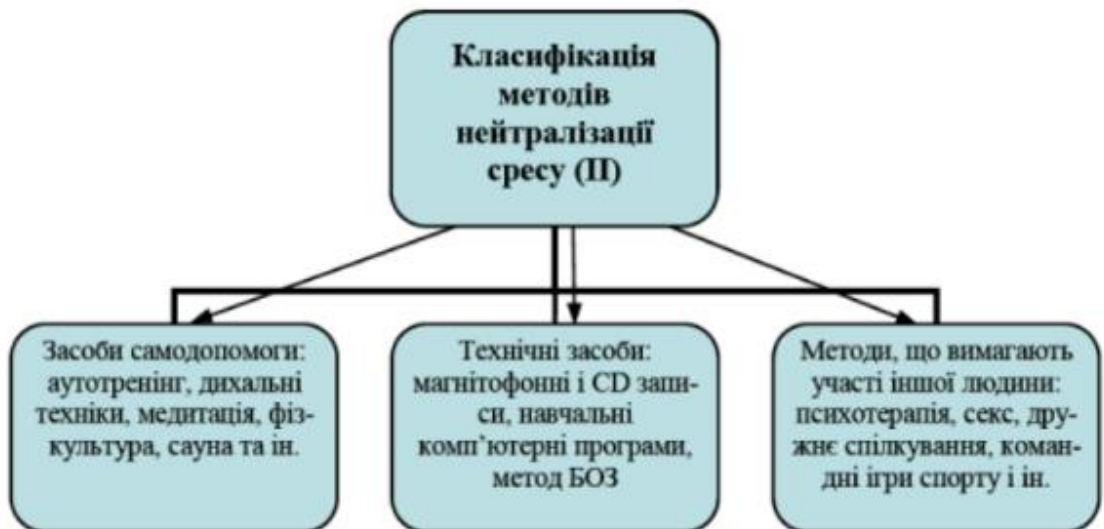 Класифікація
методів
нейтралізації
сресу (II)
Засоби самодопомоги:
аутотренінг, дихальні
техніки, медитація, фіз-
культура, сауна та ін.
Технічні засоби:
магнітофонні і CD запи-
си, навчальні
комп`ютерні програми,
метод БОЗ
Методи, що вимагають
участі іншої людини:
психотерапія, секс, дру-
жнє спілкування, коман-
дні ігри спорту і ін.